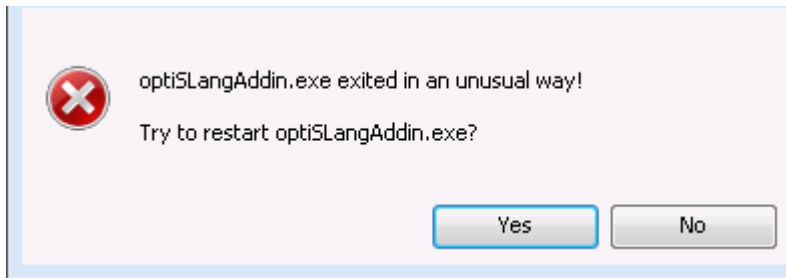 optiSLangAddin.exe exited in an unusual way!
Try to restart optiSLangAddin.exe?
Yes No